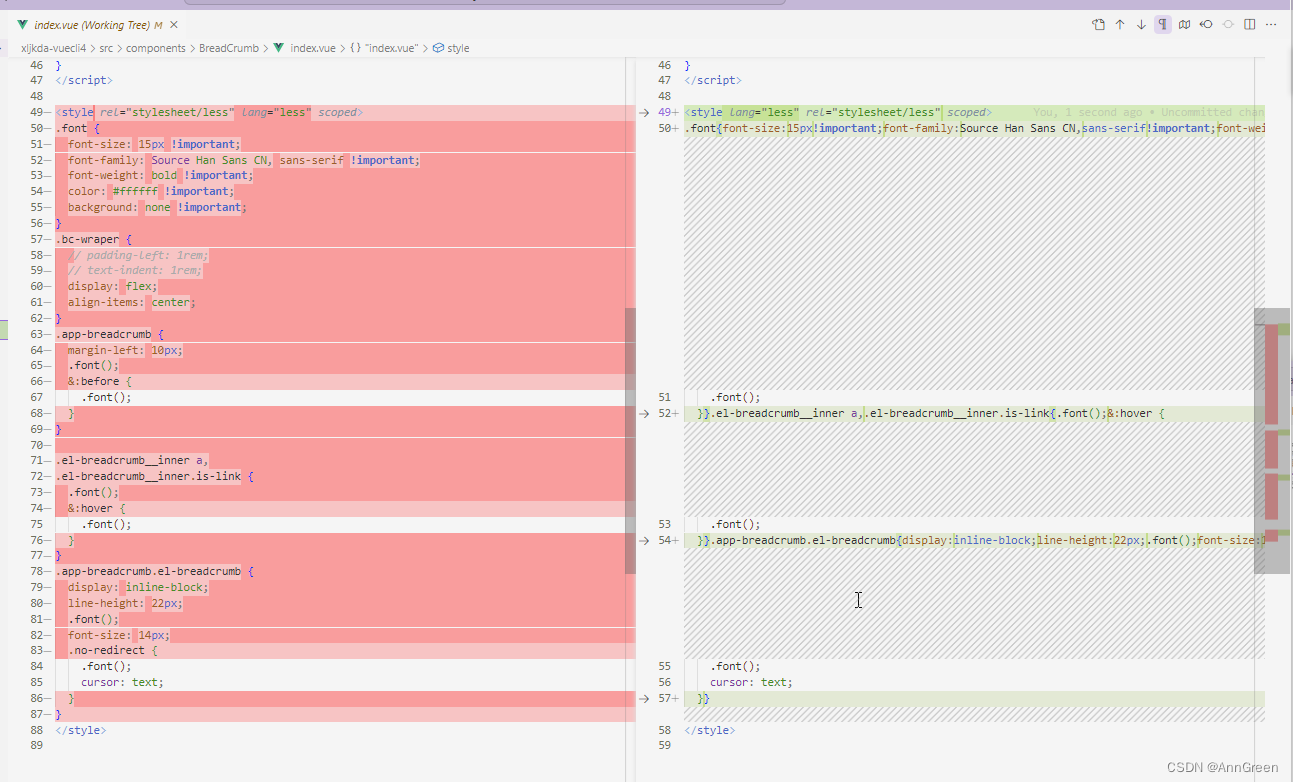 index.vue (Working Tree) M ×
xijkda-vuecli4 > src > components > BreadCrumb > index.vue > {} "index.vue" > style
46 }
47 </script>
48
49— <style rel="stylesheet/less" lang="less" scoped>
50— .font {
51— font-size: 15px !important;
52— font-family: Source Han Sans CN, sans-serif !important;
53— font-weight: bold !important;
54— color: #ffffff !important;
55— background: none !important;
56— }
57— .bc-wraper {
58— // padding-left: 1rem;
59— // text-indent: 1rem;
60— display: flex;
61— align-items: center;
62— }
63— .app-breadcrumb {
64— margin-left: 10px;
65— .font();
66— &:before {
67 .font();
68— }
69— }
70—
71— .el-breadcrumb__inner a,
72— .el-breadcrumb__inner.is-link {
73— .font();
74— &:hover {
75 .font();
76— }
77— }
78— .app-breadcrumb.el-breadcrumb {
79— display: inline-block;
80— line-height: 22px;
81— .font();
82— font-size: 14px;
83— .no-redirect {
84 .font();
85 cursor: text;
86— }
87— }
88 </style>
89
46 }
47 </script>
48
49+ <style lang="less" rel="stylesheet/less" scoped> You, 1 second ago • Uncommitted chan
50+ .font{font-size:15px!important;font-family:Source Han Sans CN,sans-serif!important;font-wei
51 .font();
52+ }}.el-breadcrumb__inner a,.el-breadcrumb__inner.is-link{.font();&:hover {
53 .font();
54+ }}.app-breadcrumb.el-breadcrumb{display:inline-block;line-height:22px;.font();font-size:1
55 .font();
56 cursor: text;
57+ }}
58 </style>
59
CSDN @AnnGreen